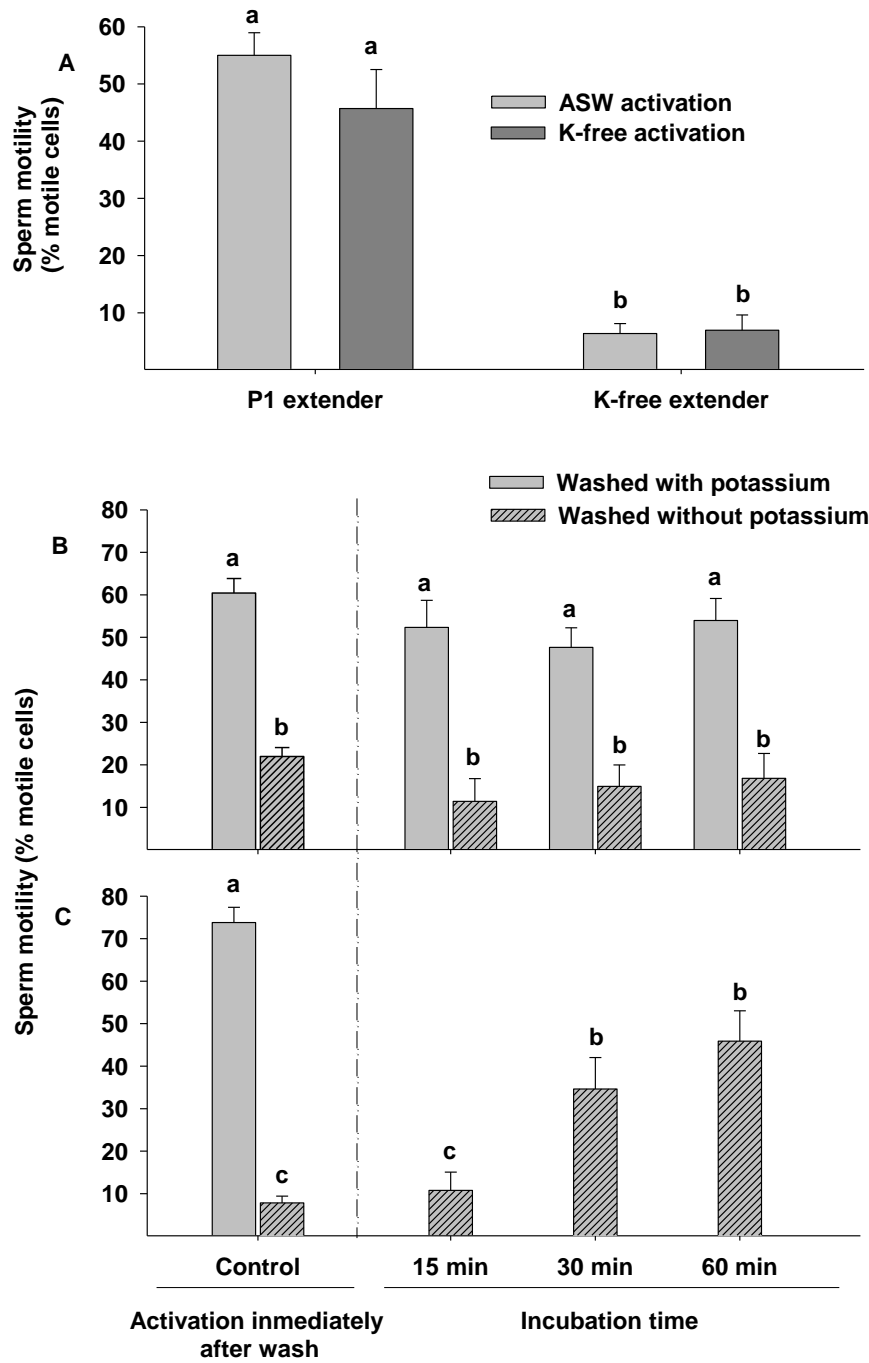 60
a
A
a
50
ASW activation
K-free activation
40
Sperm motility
(% motile cells)
30
20
b
b
10
P1 extender
K-free extender
Washed with potassium
Washed without potassium
80
B
70
a
a
a
a
60
50
40
30
b
b
b
b
20
10
Sperm motility (% motile cells)
a
80
C
70
60
b
50
b
40
30
c
c
20
10
Control
15 min
30 min
60 min
Activation inmediately
after wash
Incubation time